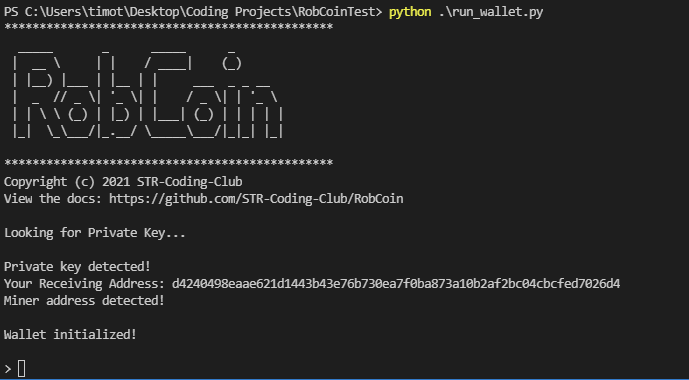 PS C:\Users\timot\Desktop\Coding Projects\RobCoinTest> python .\run_wallet.py
***********************************************
RobCoin
***********************************************
Copyright (c) 2021 STR-Coding-Club
View the docs: https://github.com/STR-Coding-Club/RobCoin
Looking for Private Key...
Private key detected!
Your Receiving Address: d4240498eaae621d1443b43e76b730ea7f0ba873a10b2af2bc04cbcfed7026d4
Miner address detected!
Wallet initialized!
>